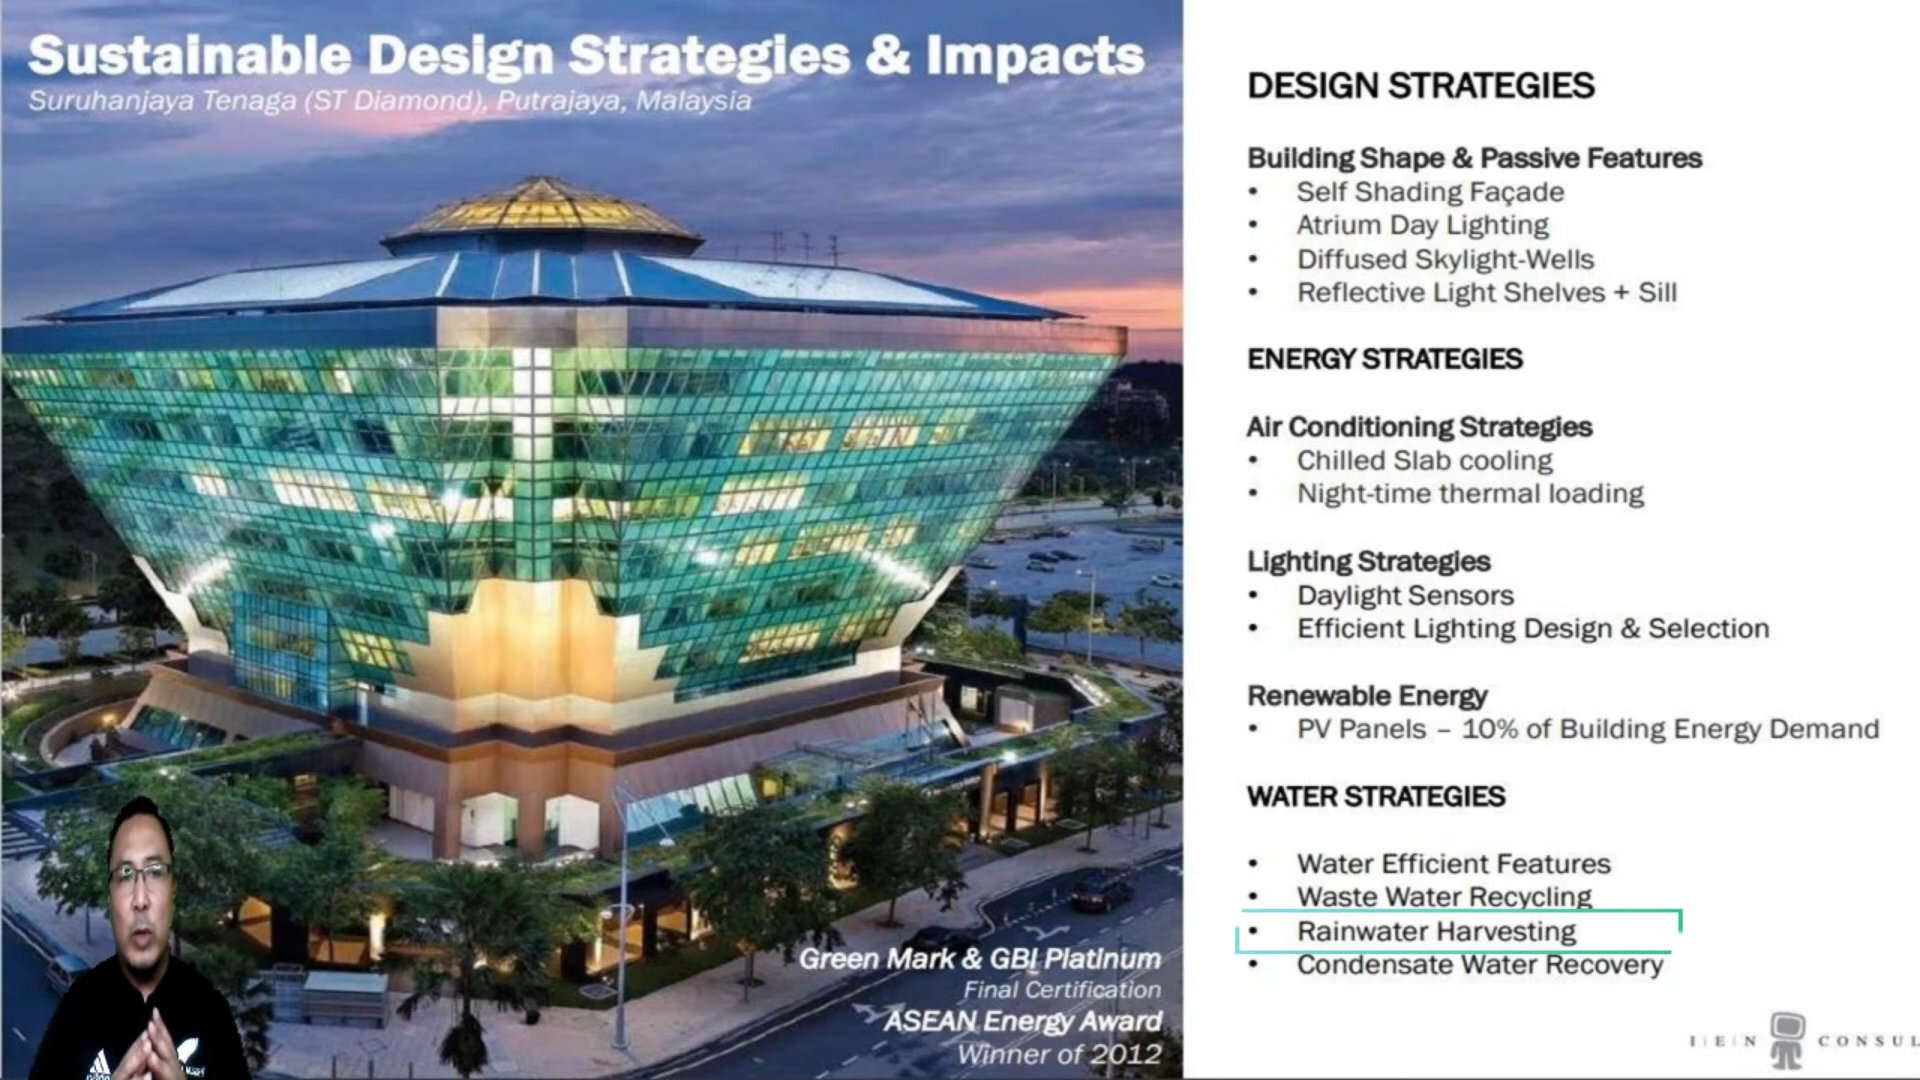 Sustainable Design Strategies & Impacts
Suruhanjaya Tenaga (ST Diamond), Putrajaya, Malaysia
Green Mark & GBI Platinum
Final Certification
ASEAN Energy Award
Winner of 2012
DESIGN STRATEGIES
Building Shape & Passive Features
• Self Shading Façade
• Atrium Day Lighting
• Diffused Skylight-Wells
• Reflective Light Shelves + Sill
ENERGY STRATEGIES
Air Conditioning Strategies
• Chilled Slab cooling
• Night-time thermal loading
Lighting Strategies
• Daylight Sensors
• Efficient Lighting Design & Selection
Renewable Energy
• PV Panels – 10% of Building Energy Demand
WATER STRATEGIES
• Water Efficient Features
• Waste Water Recycling
• Rainwater Harvesting
• Condensate Water Recovery
IEN CONSUL